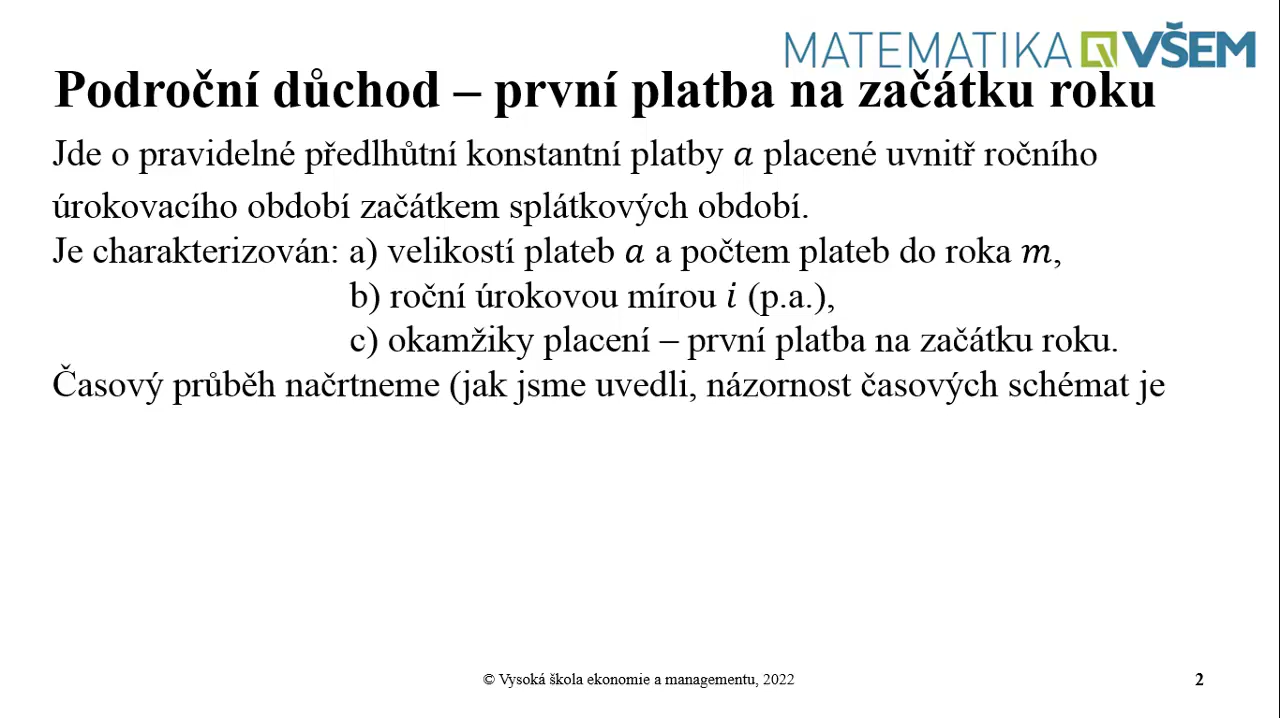 MATEMATIKA VŠEM
Područní důchod – první platba na začátku roku
Jde o pravidelné předlhůtní konstantní platby a placené uvnitř ročního
úrokovacího období začátkem splátkových období.
Je charakterizován: a) velikostí plateb a a počtem plateb do roka m,
b) roční úrokovou mírou i (p.a.),
c) okamžiky placení – první platba na začátku roku.
Časový průběh načrtneme (jak jsme uvedli, názornost časových schémat je
© Vysoká škola ekonomie a managementu, 2022
2